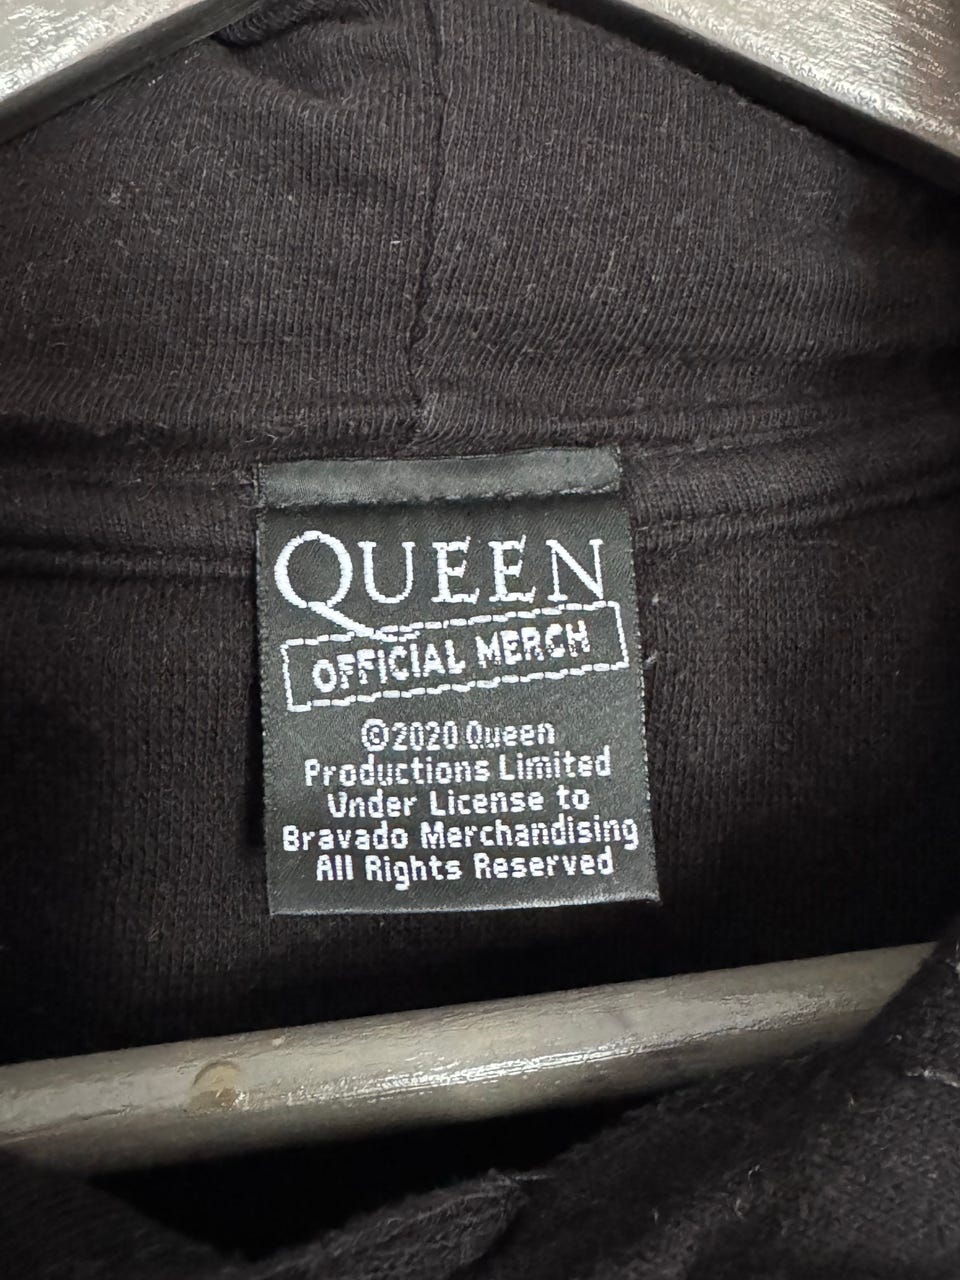 QUEEN
OFFICIAL MERCH
©2020 Queen
Productions Limited
Under License to
Bravado Merchandising
All Rights Reserved